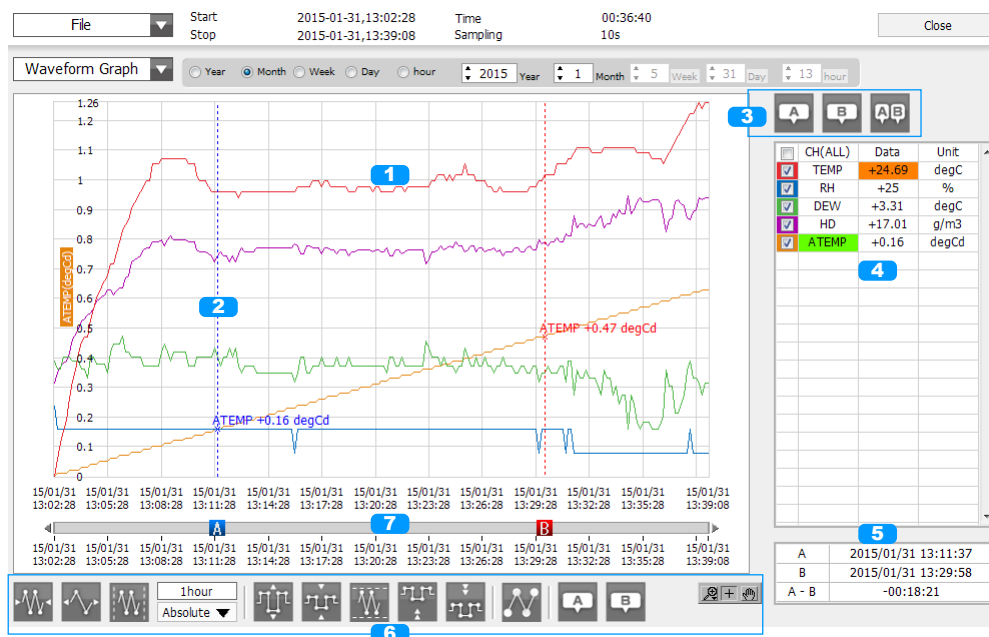 File
Start 2015-01-31,13:02:28 Time 00:36:40
Stop 2015-01-31,13:39:08 Sampling 10s
Close
Waveform Graph
Year Month Week Day hour 2015 Year 1 Month 5 Week 31 Day 13 hour
3 A B A B
1.26
1.2
1.1
1
0.9
0.8
0.7
0.6
0.5
0.4
0.3
0.2
0.1
0
ATEMP(degCd)
1
2
ATEMP +0.47 degCd
ATEMP +0.16 degCd
CH(ALL) Data Unit
TEMP +24.69 degC
RH +25 %
DEW +3.31 degC
HD +17.01 g/m3
ATEMP +0.16 degCd
4
15/01/31 15/01/31 15/01/31 15/01/31 15/01/31 15/01/31 15/01/31 15/01/31 15/01/31 15/01/31 15/01/31 15/01/31 15/01/31
13:02:28 13:05:28 13:08:28 13:11:28 13:14:28 13:17:28 13:20:28 13:23:28 13:26:28 13:29:28 13:32:28 13:35:28 13:39:08
A 7 B
15/01/31 15/01/31 15/01/31 15/01/31 15/01/31 15/01/31 15/01/31 15/01/31 15/01/31 15/01/31 15/01/31 15/01/31 15/01/31
13:02:28 13:05:28 13:08:28 13:11:28 13:14:28 13:17:28 13:20:28 13:23:28 13:26:28 13:29:28 13:32:28 13:35:28 13:39:08
5
A 2015/01/31 13:11:37
B 2015/01/31 13:29:58
A - B -00:18:21
1hour
Absolute
A B
6